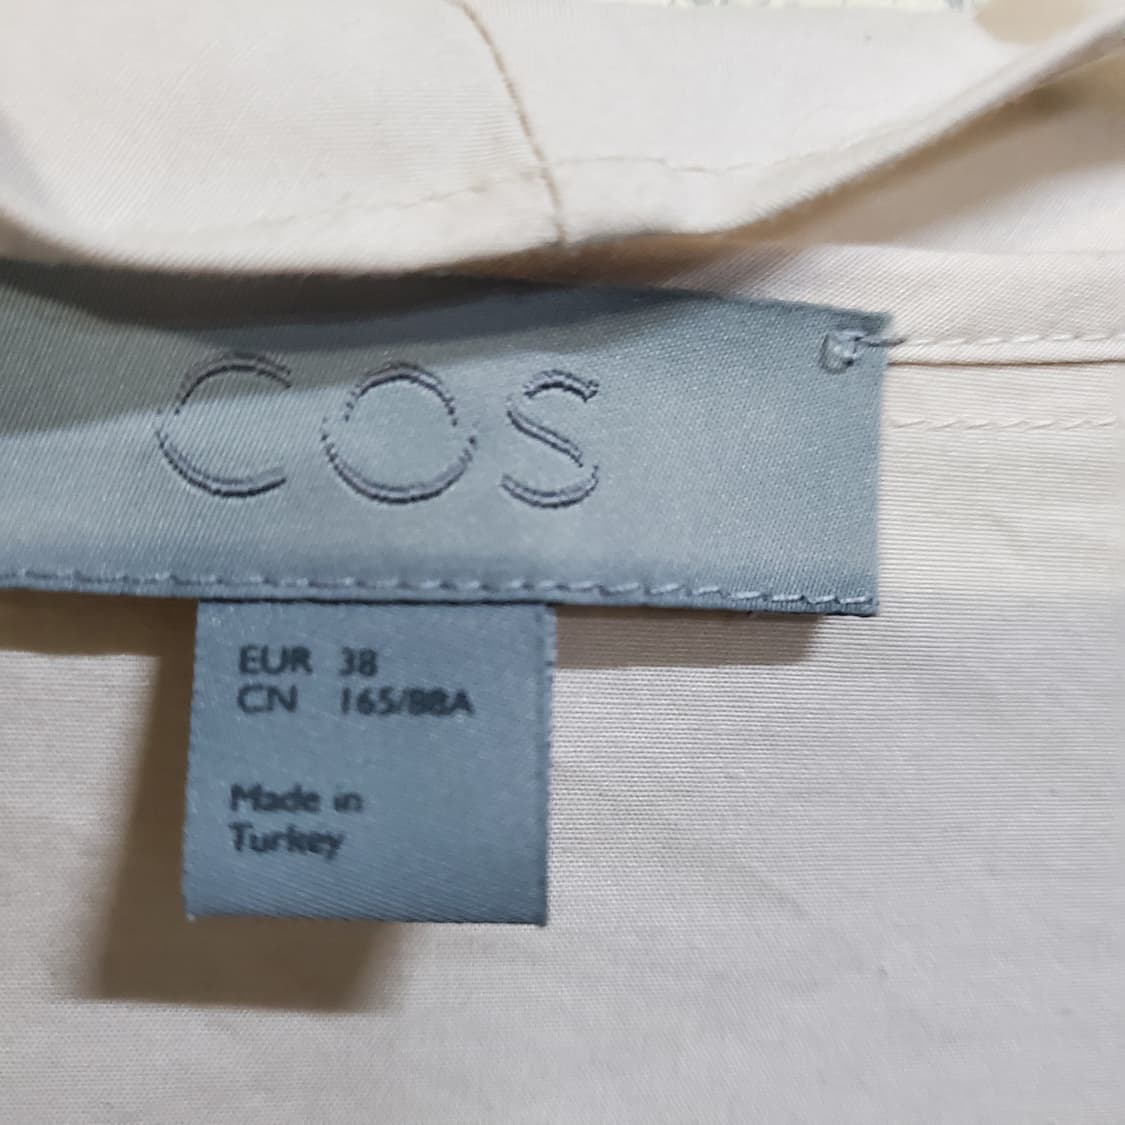 COS
EUR 38
CN 165/88A
Made in
Turkey